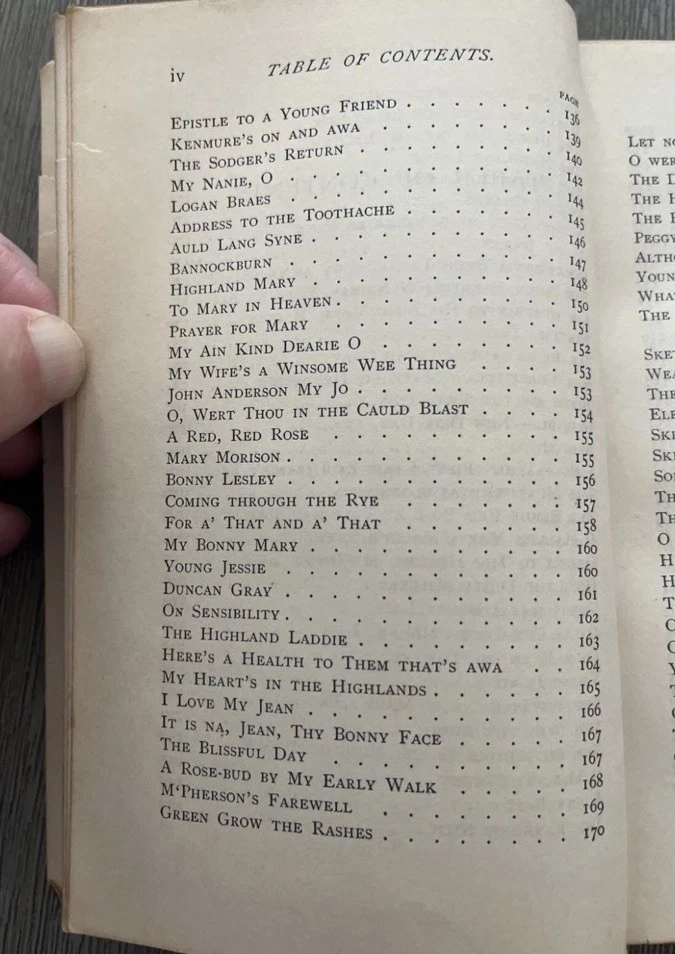 iv TABLE OF CONTENTS.
PAGE
EPISTLE TO A YOUNG FRIEND . . . . . . . 136
KENMURE'S ON AND AWA . . . . . . . 139
THE SODGER'S RETURN . . . . . . . . 140
MY NANIE, O . . . . . . . . . . 142
LOGAN BRAES . . . . . . . . . . 144
ADDRESS TO THE TOOTHACHE . . . . . . . 145
AULD LANG SYNE . . . . . . . . . 146
BANNOCKBURN . . . . . . . . . . 147
HIGHLAND MARY . . . . . . . . . 148
TO MARY IN HEAVEN . . . . . . . . 150
PRAYER FOR MARY . . . . . . . . 151
MY AIN KIND DEARIE O . . . . . . . 152
MY WIFE'S A WINSOME WEE THING . . . . . 153
JOHN ANDERSON MY JO . . . . . . . . 153
O, WERT THOU IN THE CAULD BLAST . . . . 154
A RED, RED ROSE . . . . . . . . 155
MARY MORISON . . . . . . . . . . 155
BONNY LESLEY . . . . . . . . . . 156
COMING THROUGH THE RYE . . . . . . 157
FOR A' THAT AND A' THAT . . . . . . 158
MY BONNY MARY . . . . . . . . . 160
YOUNG JESSIE . . . . . . . . . . 160
DUNCAN GRAY . . . . . . . . . . 161
ON SENSIBILITY . . . . . . . . . . 162
THE HIGHLAND LADDIE . . . . . . . . 163
HERE'S A HEALTH TO THEM THAT'S AWA . . 164
MY HEART'S IN THE HIGHLANDS . . . . . 165
I LOVE MY JEAN . . . . . . . . . 166
IT IS NA, JEAN, THY BONNY FACE . . . . 167
THE BLISSFUL DAY . . . . . . . . 167
A ROSE-BUD BY MY EARLY WALK . . . . . 168
M'PHERSON'S FAREWELL . . . . . . . 169
GREEN GROW THE RASHES . . . . . . . 170
LET
O
THE
THE
THE
PEGGY
THE
THE
O